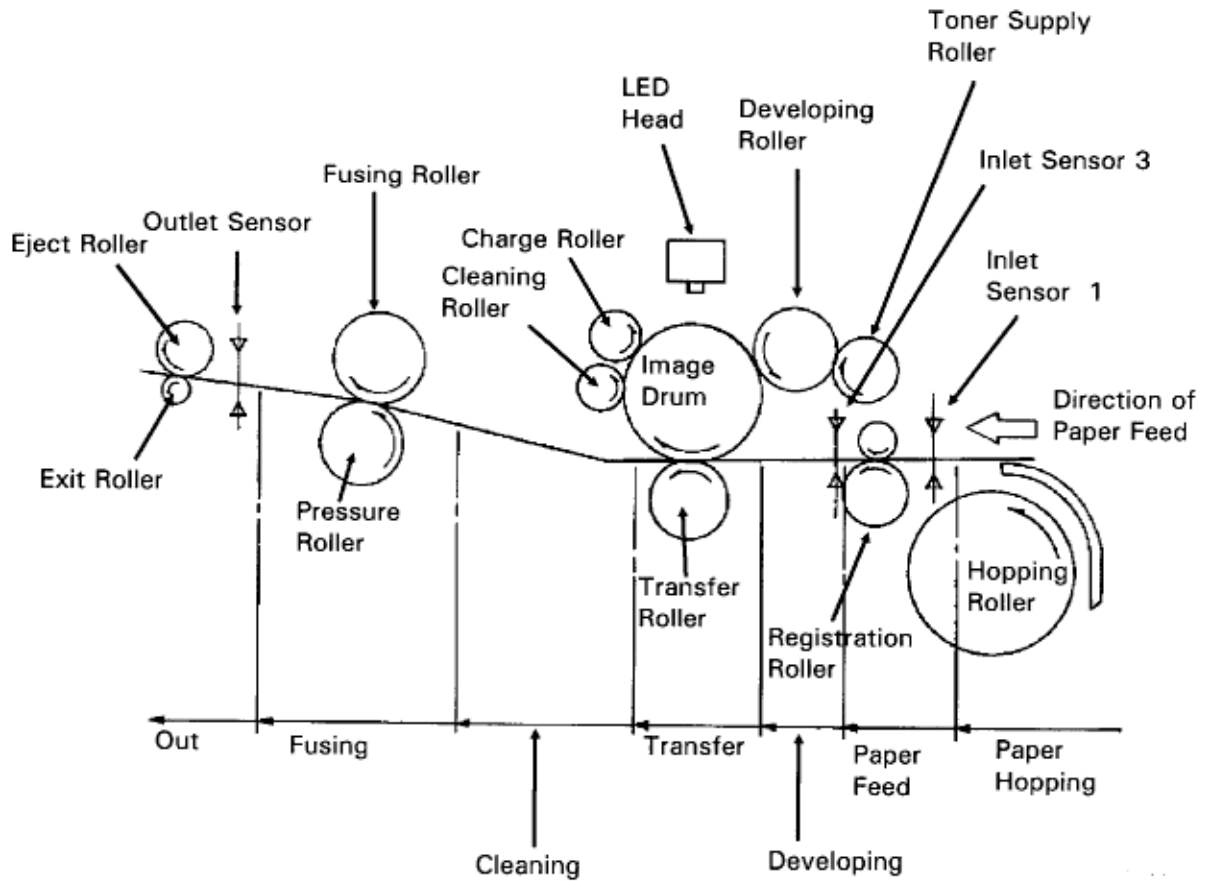 Toner Supply
Roller
LED
Head
Developing
Roller
Inlet Sensor 3
Fusing Roller
Outlet Sensor
Eject Roller
Charge Roller
Cleaning
Roller
Inlet
Sensor 1
Image
Drum
Direction of
Paper Feed
Exit Roller
Pressure
Roller
Transfer
Roller
Hopping
Roller
Registration
Roller
Out
Fusing
Transfer
Paper
Feed
Paper
Hopping
Cleaning
Developing